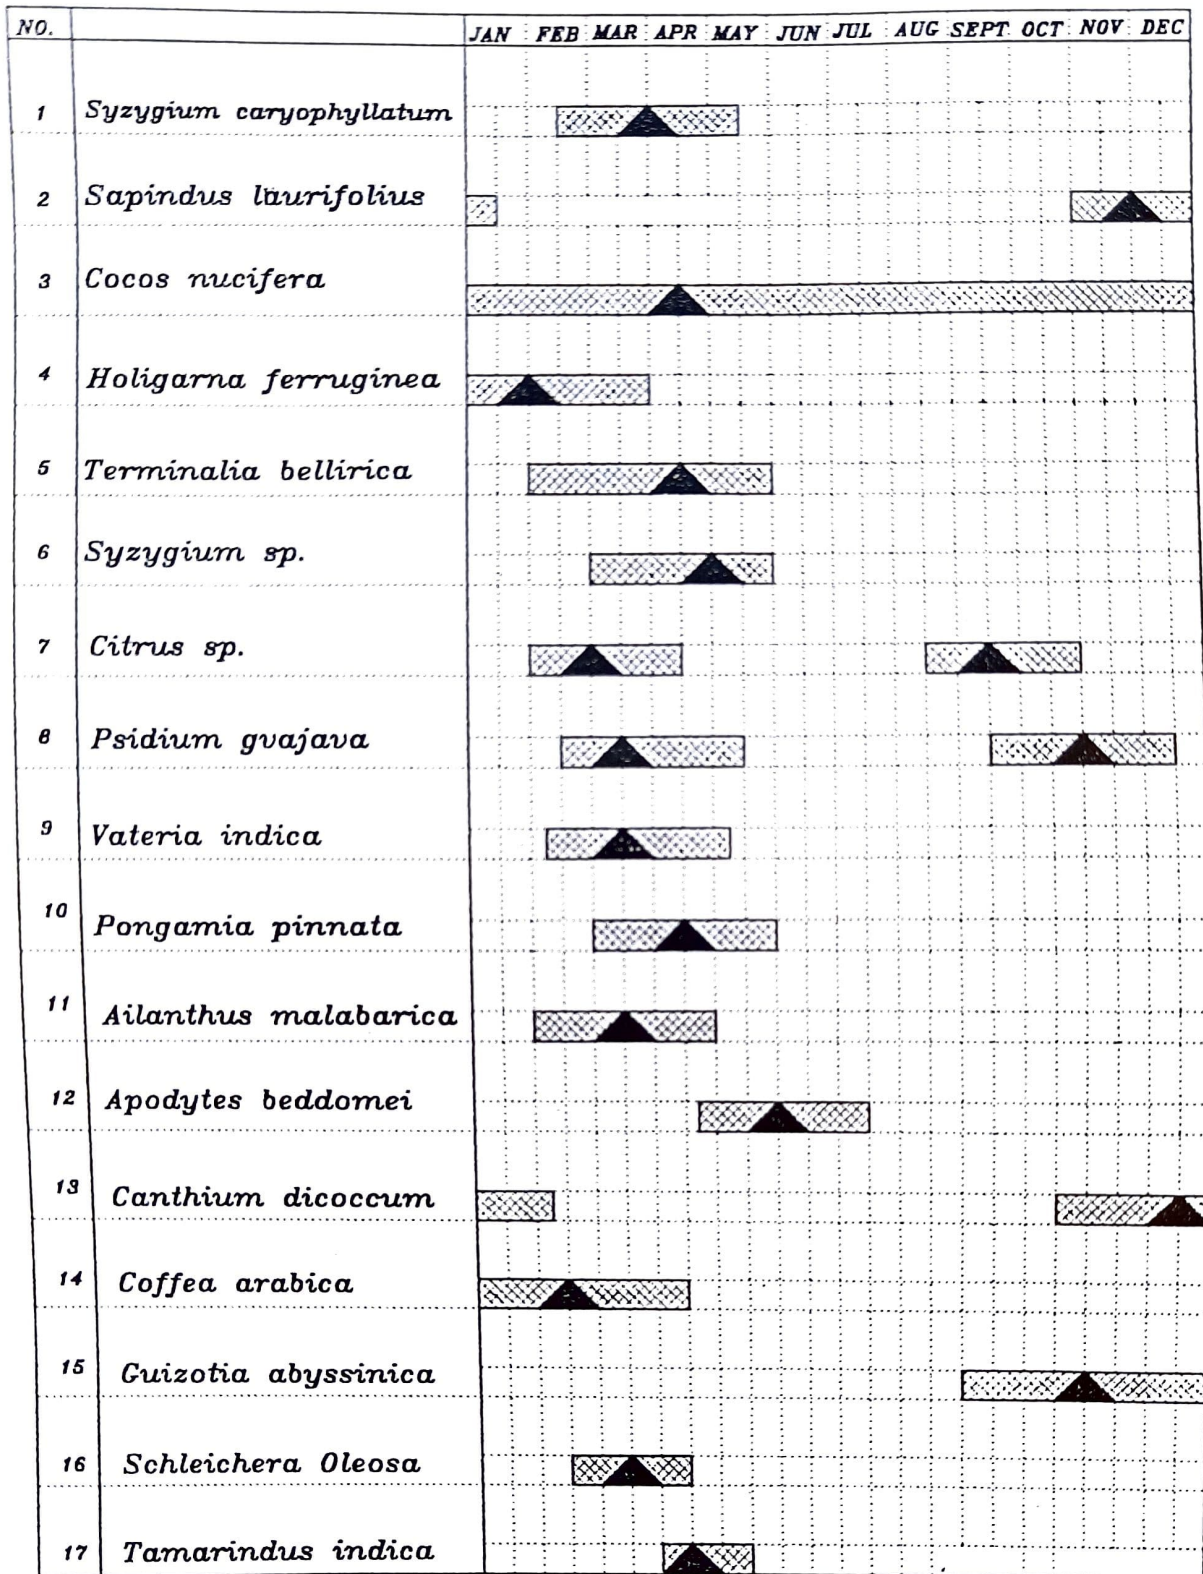 NO. JAN FEB MAR APR MAY JUN JUL AUG SEPT OCT NOV DEC
1 Syzygium caryophyllatum
2 Sapindus laurifolius
3 Cocos nucifera
4 Holigarna ferruginea
5 Terminalia bellirica
6 Syzygium sp.
7 Citrus sp.
8 Psidium gvajava
9 Vateria indica
10 Pongamia pinnata
11 Ailanthus malabarica
12 Apodytes beddomei
13 Canthium dicoccum
14 Coffea arabica
15 Guizotia abyssinica
16 Schleichera Oleosa
17 Tamarindus indica